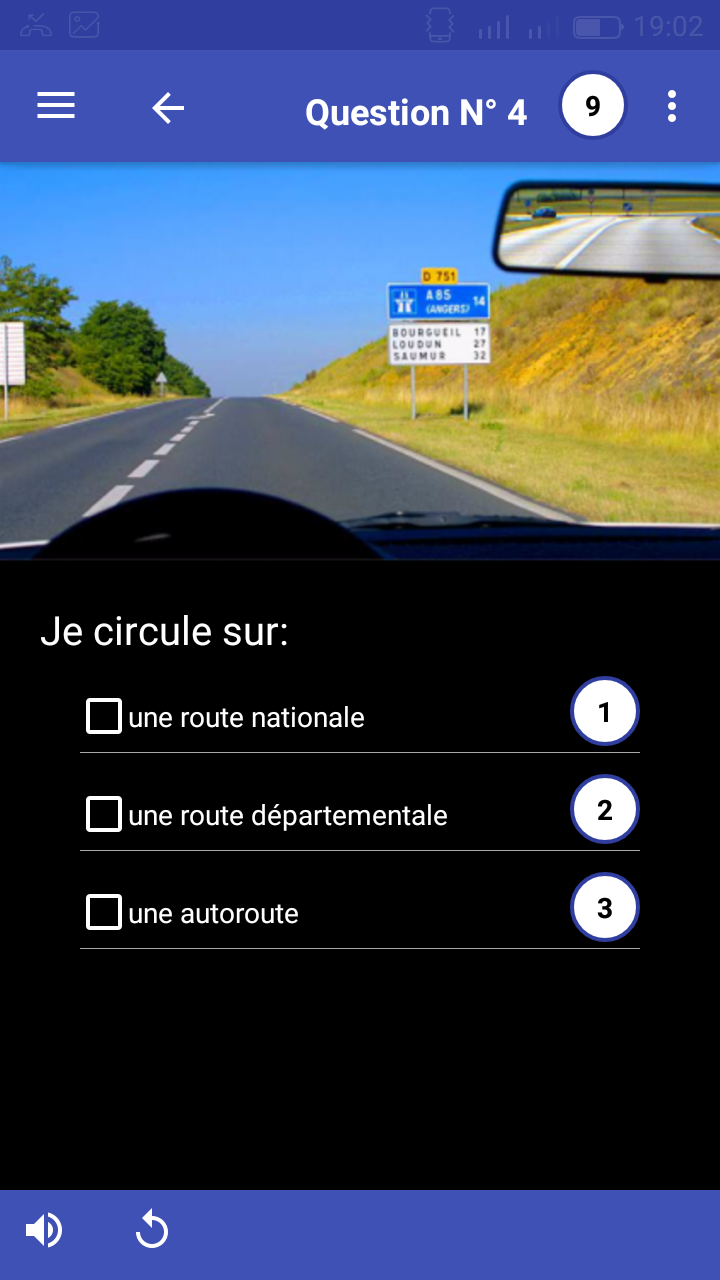 19:02
Question N° 4
9
D 751
A85
(ANGERS) 14
BOURGUEIL 17
LOUDUN 27
SAUMUR 32
Je circule sur:
une route nationale
1
une route départementale
2
une autoroute
3